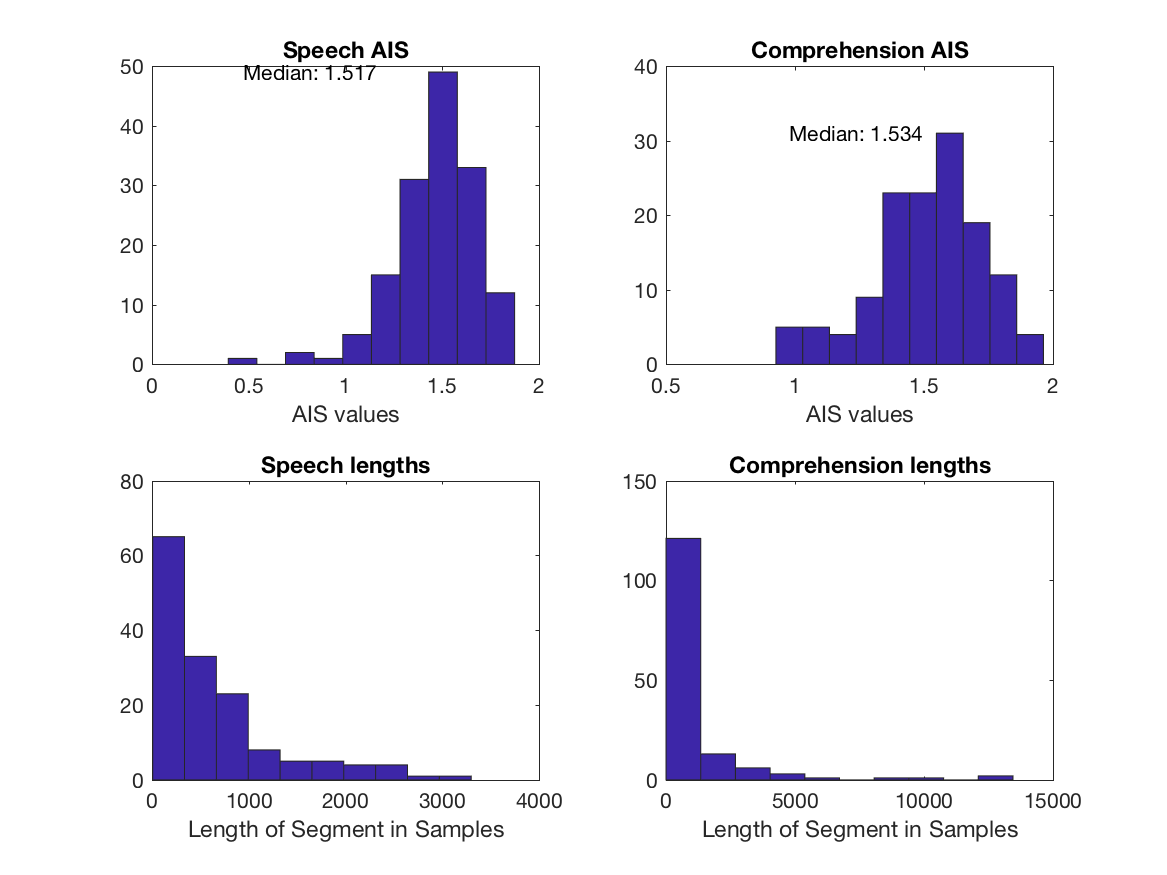 Speech AIS
Median: 1.517
50
40
30
20
10
0
0 0.5 1 1.5 2
AIS values
Comprehension AIS
Median: 1.534
40
30
20
10
0
0.5 1 1.5 2
AIS values
Speech lengths
80
60
40
20
0
0 1000 2000 3000 4000
Length of Segment in Samples
Comprehension lengths
150
100
50
0
0 5000 10000 15000
Length of Segment in Samples